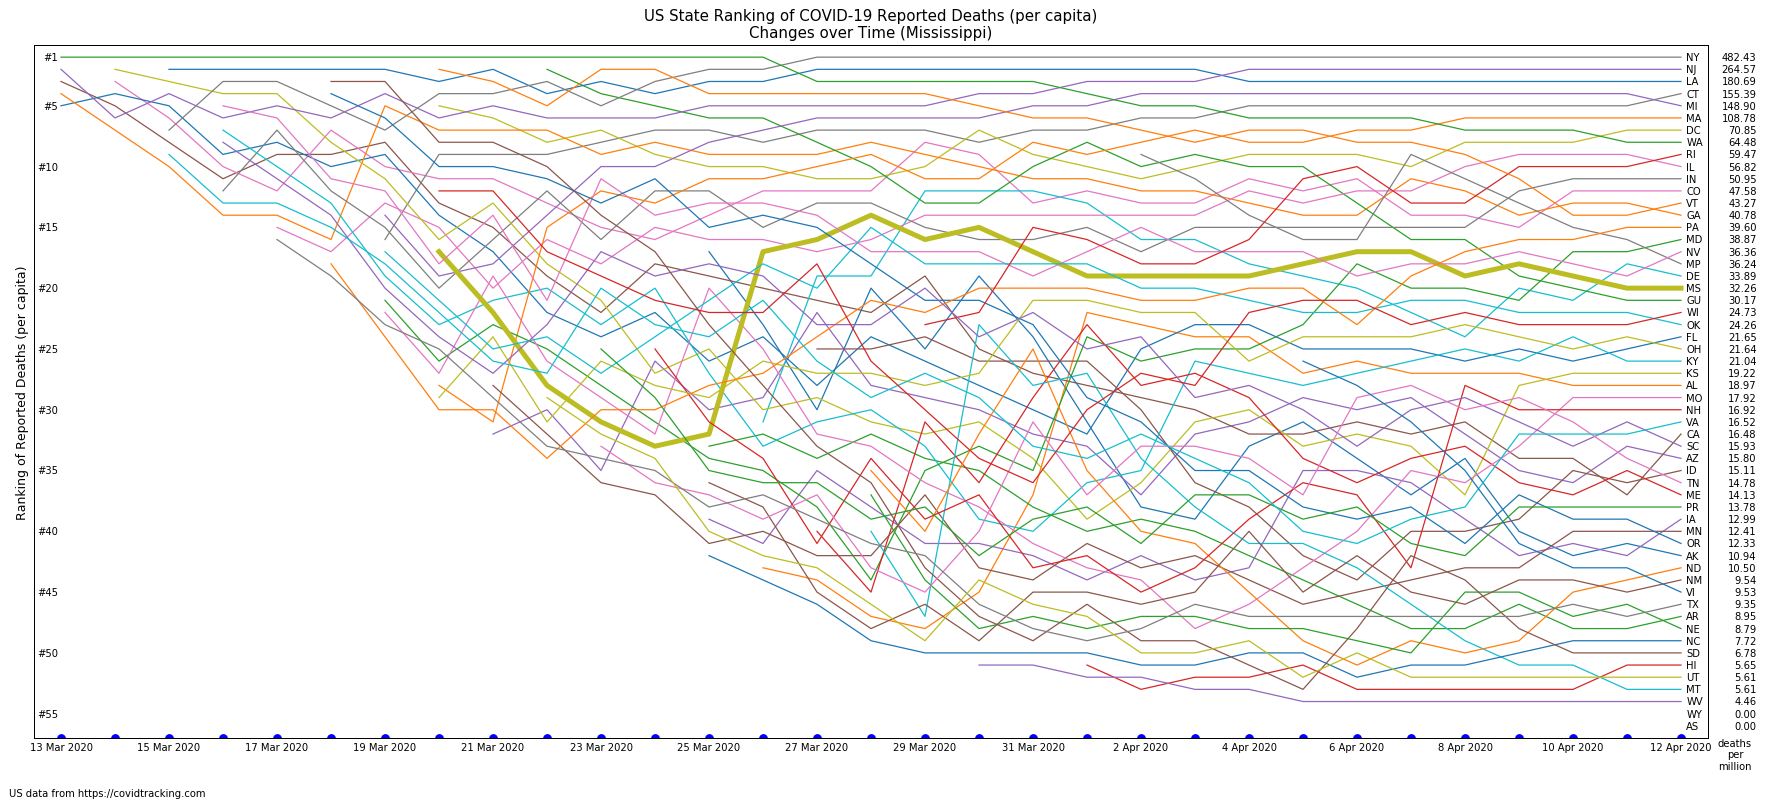 US State Ranking of COVID-19 Reported Deaths (per capita)
Changes over Time (Mississippi)
Ranking of Reported Deaths (per capita)
#1
#5
#10
#15
#20
#25
#30
#35
#40
#45
#50
#55
NY 482.43
NJ 264.57
LA 180.69
CT 155.39
MI 148.90
MA 108.78
DC 70.85
WA 64.48
RI 59.47
IL 56.82
IN 50.95
CO 47.58
VT 43.27
GA 40.78
PA 39.60
MD 38.87
NV 36.36
MP 36.24
DE 33.89
MS 32.26
GU 30.17
WI 24.73
OK 24.26
FL 21.65
OH 21.64
KY 21.04
KS 19.22
AL 18.97
MO 17.92
NH 16.92
VA 16.52
CA 16.48
SC 15.93
AZ 15.80
ID 15.11
TN 14.78
ME 14.13
PR 13.78
IA 12.99
MN 12.41
OR 12.33
AK 10.94
ND 10.50
NM 9.54
VI 9.53
TX 9.35
AR 8.95
NE 8.79
NC 7.72
SD 6.78
HI 5.65
UT 5.61
MT 5.61
WV 4.46
WY 0.00
AS 0.00
13 Mar 2020 15 Mar 2020 17 Mar 2020 19 Mar 2020 21 Mar 2020 23 Mar 2020 25 Mar 2020 27 Mar 2020 29 Mar 2020 31 Mar 2020 2 Apr 2020 4 Apr 2020 6 Apr 2020 8 Apr 2020 10 Apr 2020 12 Apr 2020
deaths
per
million
US data from https://covidtracking.com